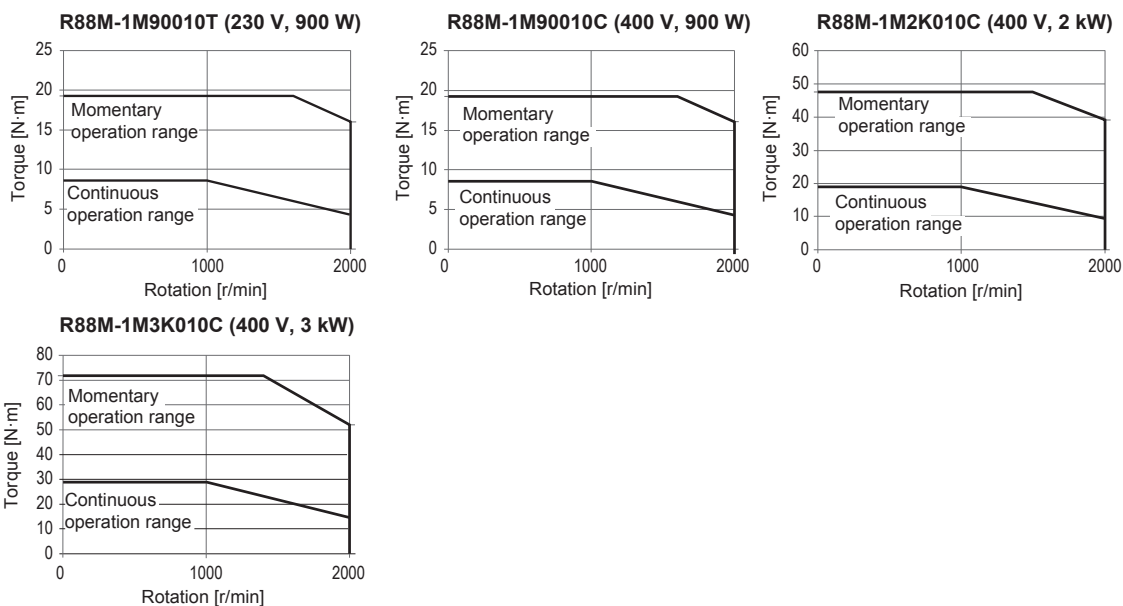 R88M-1M90010T (230 V, 900 W)
25
20
15
10
5
0
Torque [N·m]
Momentary
operation range
Continuous
operation range
0
1000
2000
Rotation [r/min]
R88M-1M90010C (400 V, 900 W)
25
20
15
10
5
0
Torque [N·m]
Momentary
operation range
Continuous
operation range
0
1000
2000
Rotation [r/min]
R88M-1M2K010C (400 V, 2 kW)
60
50
40
30
20
10
0
Torque [N·m]
Momentary
operation range
Continuous
operation range
0
1000
2000
Rotation [r/min]
R88M-1M3K010C (400 V, 3 kW)
80
70
60
50
40
30
20
10
0
Torque [N·m]
Momentary
operation range
Continuous
operation range
0
1000
2000
Rotation [r/min]